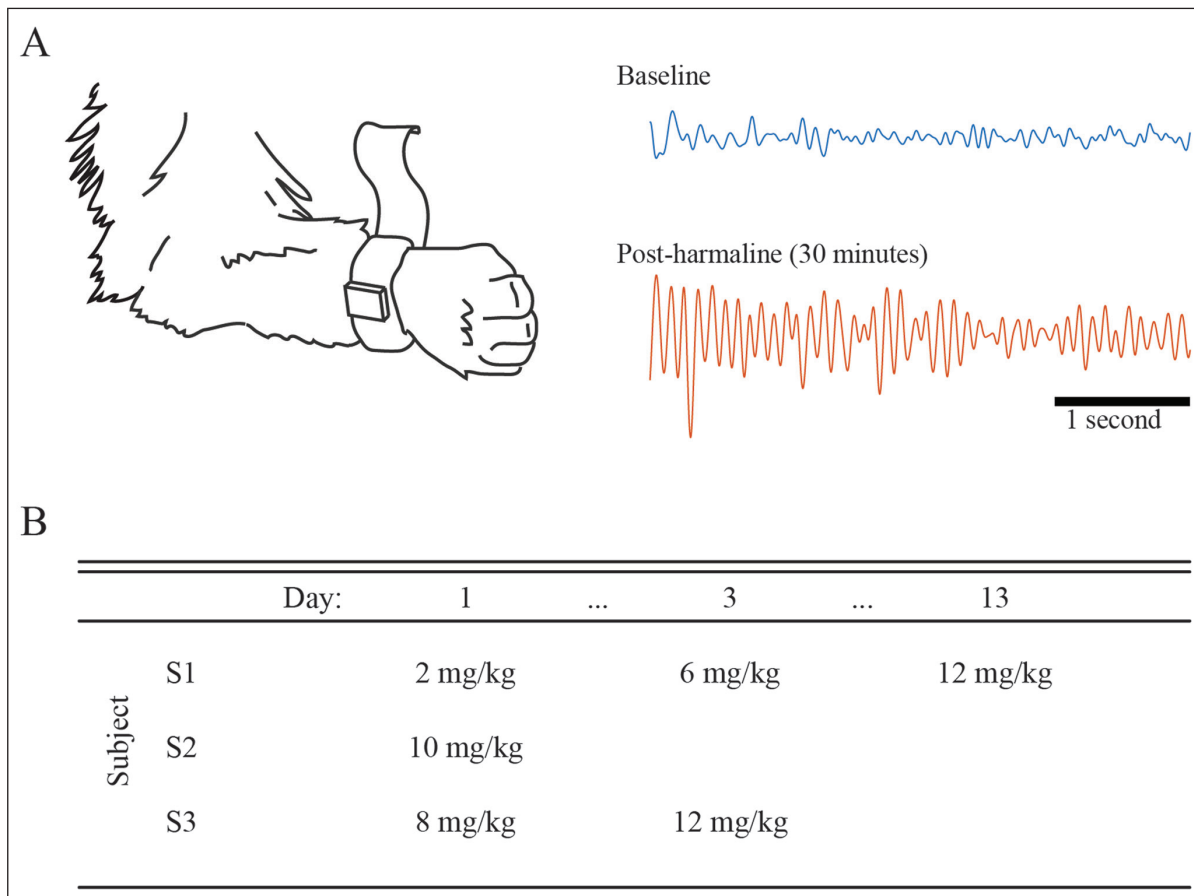 A
Baseline
Post-harmaline (30 minutes)
1 second
B
Day: 1 ... 3 ... 13
Subject
S1 2 mg/kg 6 mg/kg 12 mg/kg
S2 10 mg/kg
S3 8 mg/kg 12 mg/kg